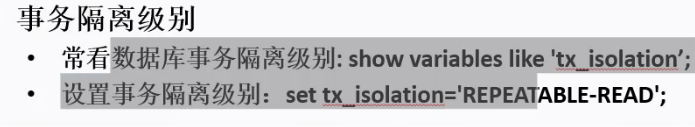 事务隔离级别
• 常看数据库事务隔离级别: show variables like 'tx_isolation’;
• 设置事务隔离级别：set tx_isolation='REPEATABLE-READ';